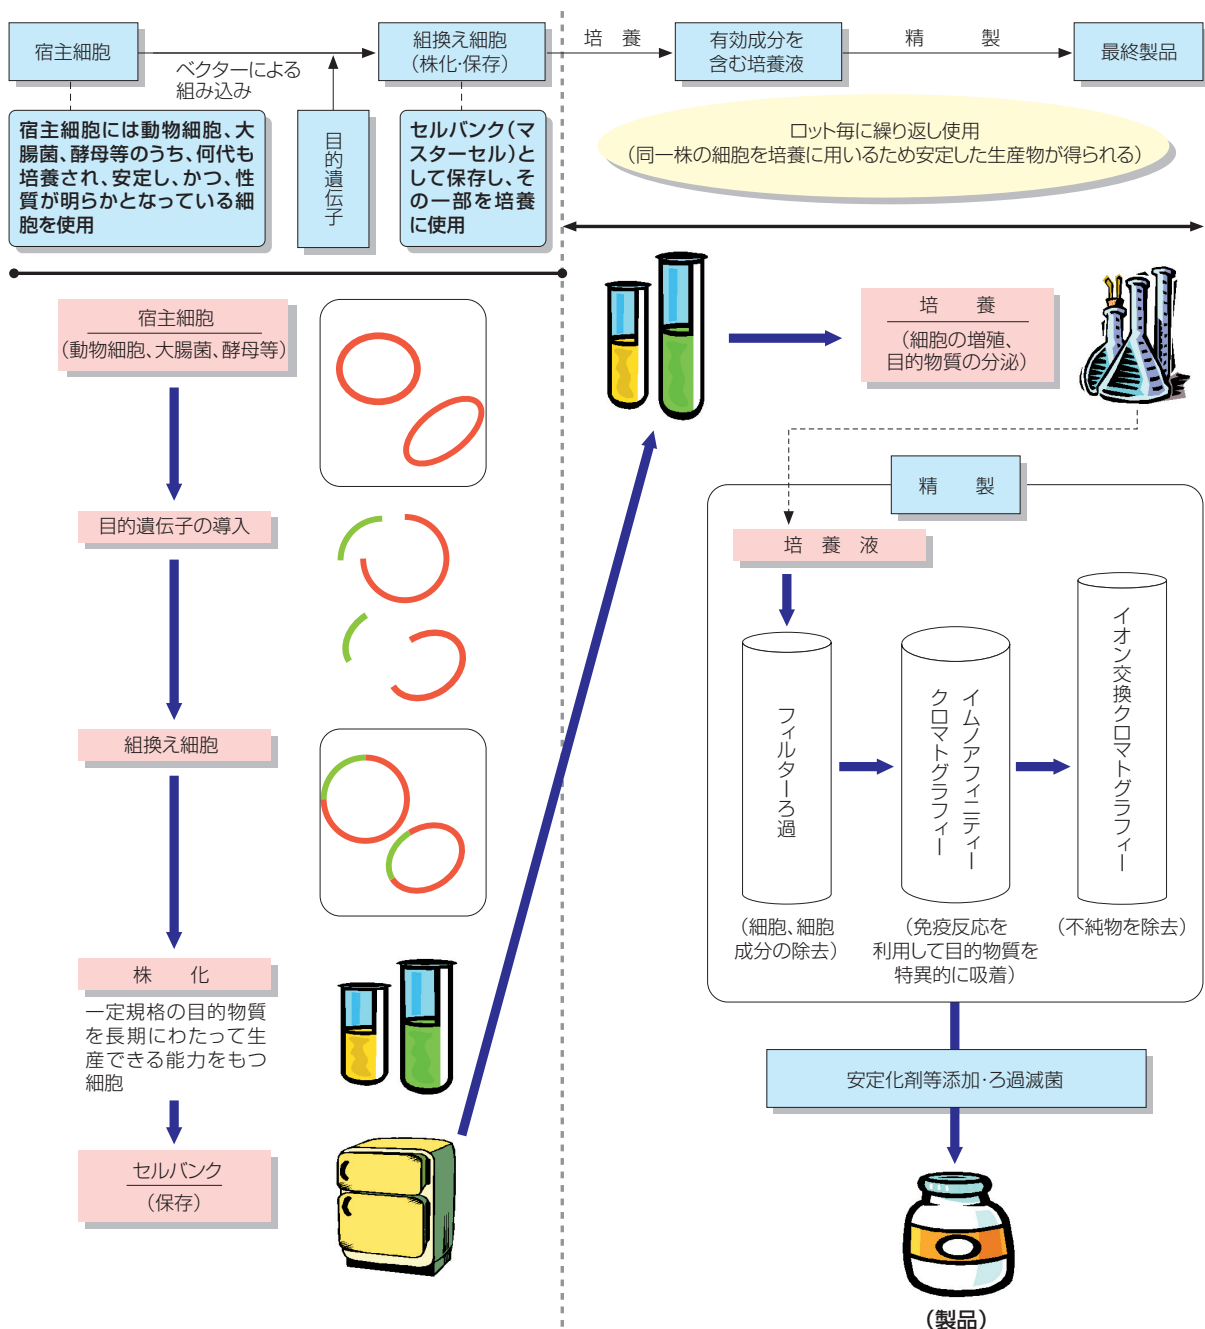 宿主細胞
ベクターによる
組み込み
目的遺伝子
組換え細胞
（株化・保存）
培　養
有効成分を
含む培養液
精　　製
最終製品
宿主細胞には動物細胞、大
腸菌、酵母等のうち、何代も
培養され、安定し、かつ、性
質が明らかとなっている細
胞を使用
セルバンク（マ
スターセル）と
して保存し、そ
の一部を培養
に使用
ロット毎に繰り返し使用
（同一株の細胞を培養に用いるため安定した生産物が得られる）
宿主細胞
（動物細胞、大腸菌、酵母等）
目的遺伝子の導入
組換え細胞
株　　化
一定規格の目的物質
を長期にわたって生
産できる能力をもつ
細胞
セルバンク
（保存）
培　　養
（細胞の増殖、
目的物質の分泌）
精　　製
培　養　液
フィルターろ過
（細胞、細胞
成分の除去）
イムノアフィニティー
クロマトグラフィー
（免疫反応を
利用して目的物質を
特異的に吸着）
イオン交換クロマトグラフィー
（不純物を除去）
安定化剤等添加・ろ過滅菌
（製品）